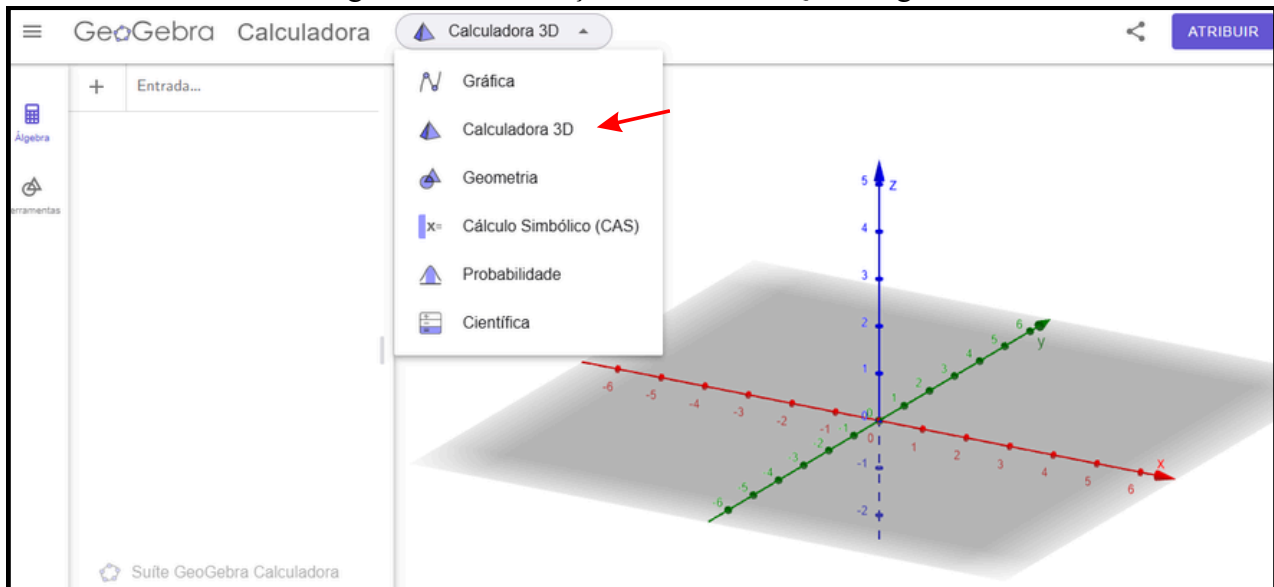 GeoGebra Calculadora
Calculadora 3D
ATRIBUIR
Entrada...
Álgebra
erramentas
Gráfica
Calculadora 3D
Geometria
x= Cálculo Simbólico (CAS)
Probabilidade
Científica
5 z
4
3
2
1
0
-1
-2
6 y
5
4
3
2
1
0
-1
2
3
4
5
-6
-6 -5 -4 -3 -2 -1 0 1 2 3 4 5 6 x
Suíte GeoGebra Calculadora